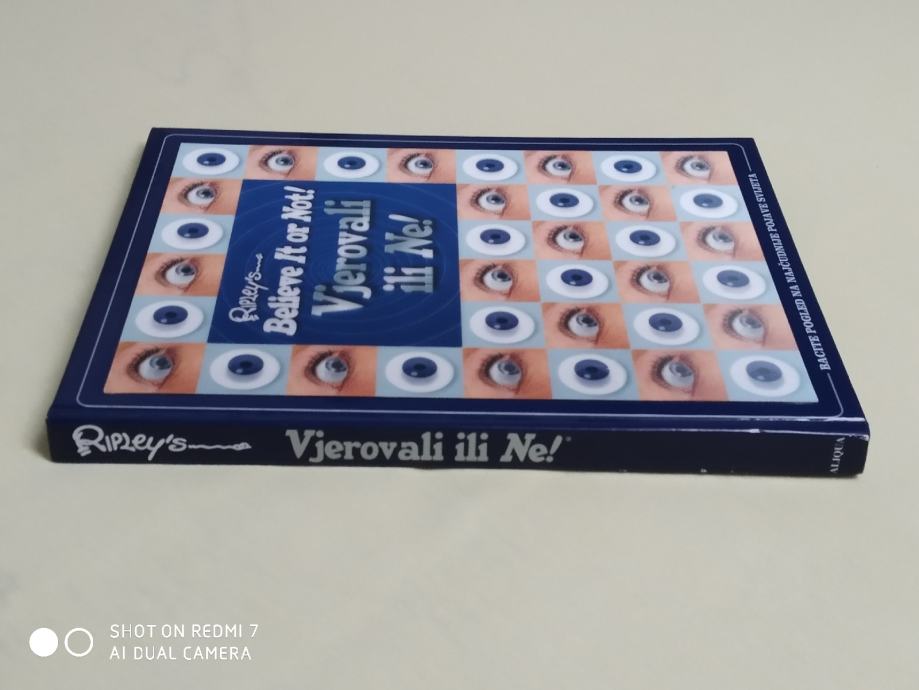 RIPLEY'S
Believe It or Not!
Vjerovali
ili Ne!
BACITE POGLED NA NAJČUDNIJE POJAVE SVIJETA
RIPLEY'S Vjerovali ili Ne!® ALIQUA
SHOT ON REDMI 7
AI DUAL CAMERA